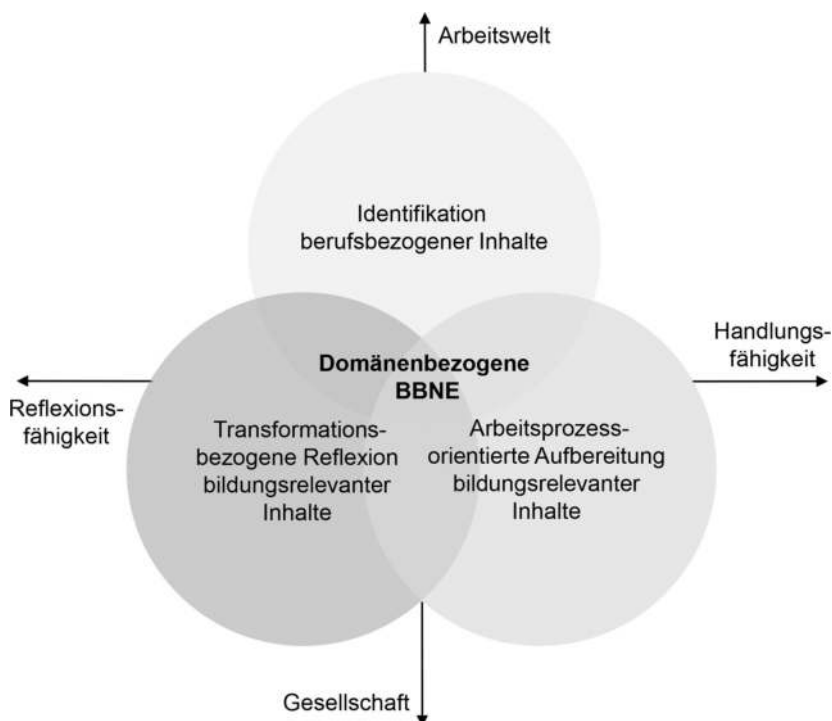 Arbeitswelt
Identifikation
berufsbezogener Inhalte
Handlungs-
fähigkeit
Domänenbezogene
BBNE
Reflexions-
fähigkeit
Transformations-
bezogene Reflexion
bildungsrelevanter
Inhalte
Arbeitsprozess-
orientierte Aufbereitung
bildungsrelevanter
Inhalte
Gesellschaft